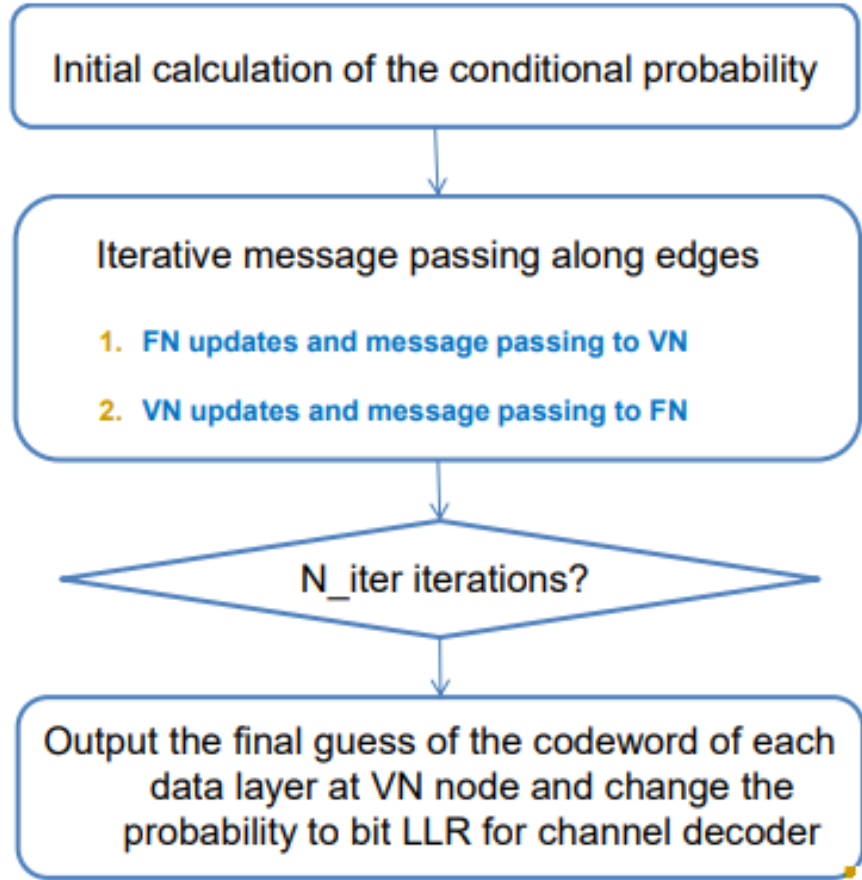 Initial calculation of the conditional probability
Iterative message passing along edges
1. FN updates and message passing to VN
2. VN updates and message passing to FN
N_iter iterations?
Output the final guess of the codeword of each
data layer at VN node and change the
probability to bit LLR for channel decoder